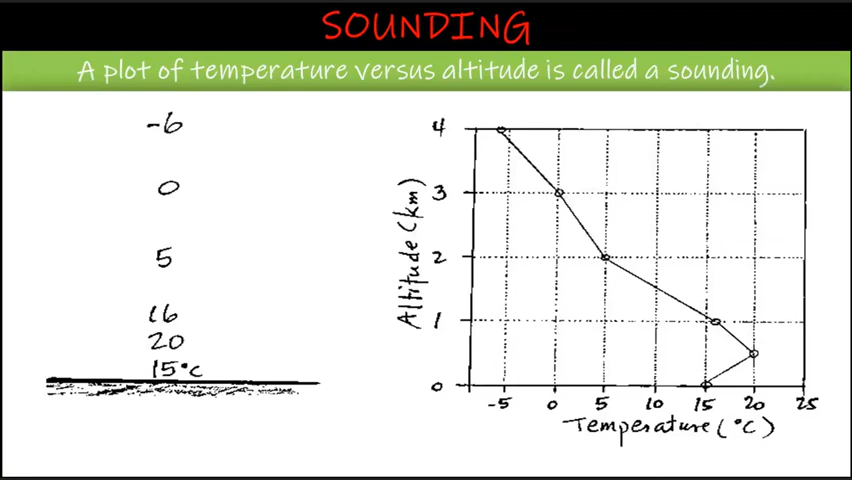 SOUNDING
A plot of temperature versus altitude is called a sounding.
-6
0
5
16
20
15°C
Altitude (km)
4
3
2
1
0
-5 0 5 10 15 20 25
Temperature (°C)